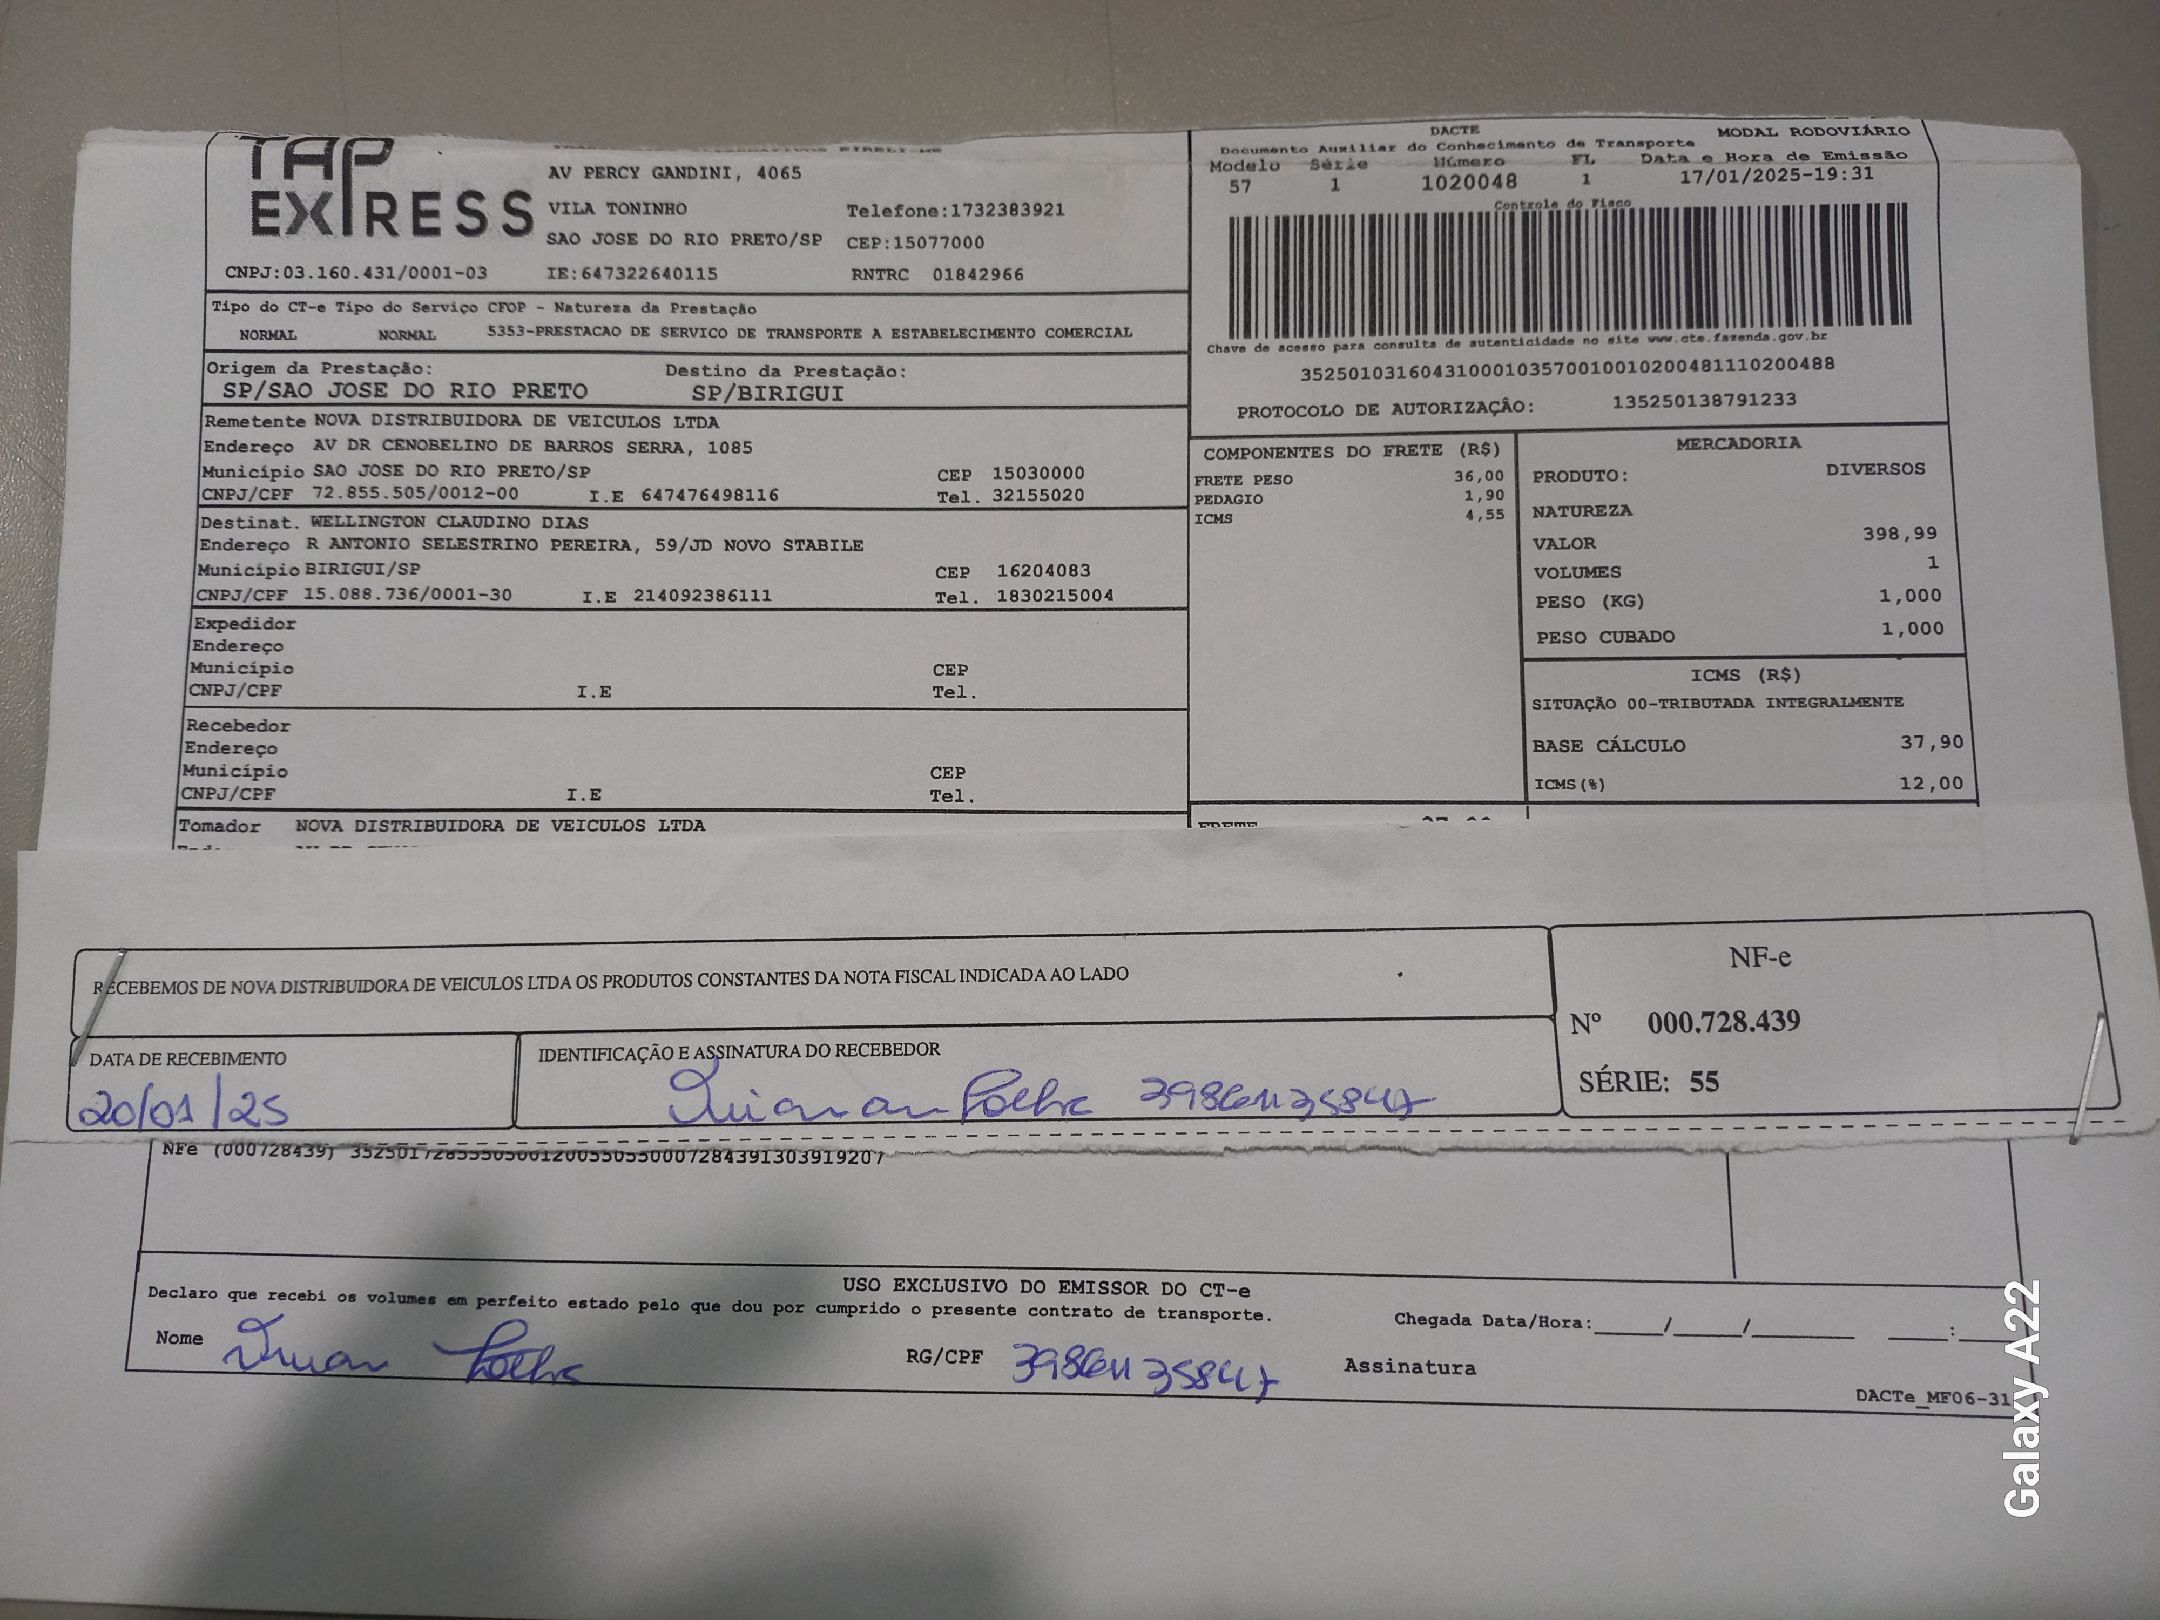 TAP EXPRESS
AV PERCY GANDINI, 4065
VILA TONINHO Telefone:1732383921
SAO JOSE DO RIO PRETO/SP CEP:15077000
CNPJ:03.160.431/0001-03 IE:647322640115 RNTRC 01842966
DACTE MODAL RODOVIÁRIO
Documento Auxiliar do Conhecimento de Transporte
Modelo Série Número FL Data e Hora de Emissão
57 1 1020048 1 17/01/2025-19:31
Controle do Fisco
Chave de acesso para consulta de autenticidade no site www.cte.fazenda.gov.br
35250103160431000103570010010200481110200488
PROTOCOLO DE AUTORIZAÇÂO: 135250138791233
Tipo do CT-e Tipo do Serviço CFOP - Natureza da Prestação
NORMAL NORMAL 5353-PRESTACAO DE SERVICO DE TRANSPORTE A ESTABELECIMENTO COMERCIAL
Origem da Prestação: Destino da Prestação:
SP/SAO JOSE DO RIO PRETO SP/BIRIGUI
Remetente NOVA DISTRIBUIDORA DE VEICULOS LTDA
Endereço AV DR CENOBELINO DE BARROS SERRA, 1085
Município SAO JOSE DO RIO PRETO/SP CEP 15030000
CNPJ/CPF 72.855.505/0012-00 I.E 647476498116 Tel. 32155020
Destinat. WELLINGTON CLAUDINO DIAS
Endereço R ANTONIO SELESTRINO PEREIRA, 59/JD NOVO STABILE
Município BIRIGUI/SP CEP 16204083
CNPJ/CPF 15.088.736/0001-30 I.E 214092386111 Tel. 1830215004
Expedidor
Endereço
Município CEP
CNPJ/CPF I.E Tel.
Recebedor
Endereço
Município CEP
CNPJ/CPF I.E Tel.
Tomador NOVA DISTRIBUIDORA DE VEICULOS LTDA
COMPONENTES DO FRETE (R$)
FRETE PESO 36,00
PEDAGIO 1,90
ICMS 4,55
FRETE
MERCADORIA
PRODUTO: DIVERSOS
NATUREZA
VALOR 398,99
VOLUMES 1
PESO (KG) 1,000
PESO CUBADO 1,000
ICMS (R$)
SITUAÇÃO 00-TRIBUTADA INTEGRALMENTE
BASE CÁLCULO 37,90
ICMS(%) 12,00
RECEBEMOS DE NOVA DISTRIBUIDORA DE VEICULOS LTDA OS PRODUTOS CONSTANTES DA NOTA FISCAL INDICADA AO LADO
NF-e
Nº 000.728.439
SÉRIE: 55
DATA DE RECEBIMENTO IDENTIFICAÇÃO E ASSINATURA DO RECEBEDOR
20/01/25 39861135847
NFe (000728439)
USO EXCLUSIVO DO EMISSOR DO CT-e
Declaro que recebi os volumes em perfeito estado pelo que dou por cumprido o presente contrato de transporte.
Chegada Data/Hora:____/____/______ ____:____
Nome RG/CPF 39861135847 Assinatura
DACTe_MF06-31
Galaxy A22